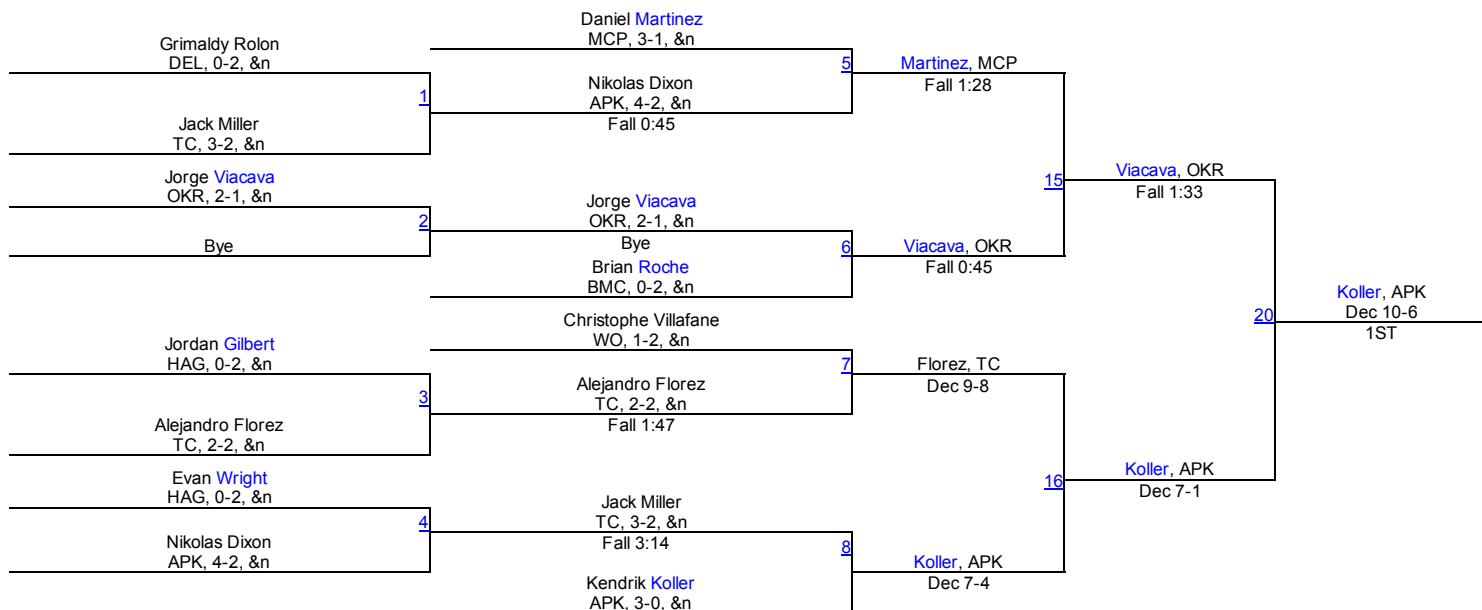 Grimaldy Rolon
DEL, 0-2, &n
1
Jack Miller
TC, 3-2, &n
Jorge Viacava
OKR, 2-1, &n
2
Bye
Jordan Gilbert
HAG, 0-2, &n
3
Alejandro Florez
TC, 2-2, &n
Evan Wright
HAG, 0-2, &n
4
Nikolas Dixon
APK, 4-2, &n
Daniel Martinez
MCP, 3-1, &n
5
Nikolas Dixon
APK, 4-2, &n
Fall 0:45
Jorge Viacava
OKR, 2-1, &n
Bye
6
Brian Roche
BMC, 0-2, &n
Christophe Villafane
WO, 1-2, &n
7
Alejandro Florez
TC, 2-2, &n
Fall 1:47
Jack Miller
TC, 3-2, &n
Fall 3:14
8
Kendrik Koller
APK, 3-0, &n
Martinez, MCP
Fall 1:28
15
Viacava, OKR
Fall 0:45
Florez, TC
Dec 9-8
16
Koller, APK
Dec 7-4
Viacava, OKR
Fall 1:33
20
Koller, APK
Dec 7-1
Koller, APK
Dec 10-6
1ST